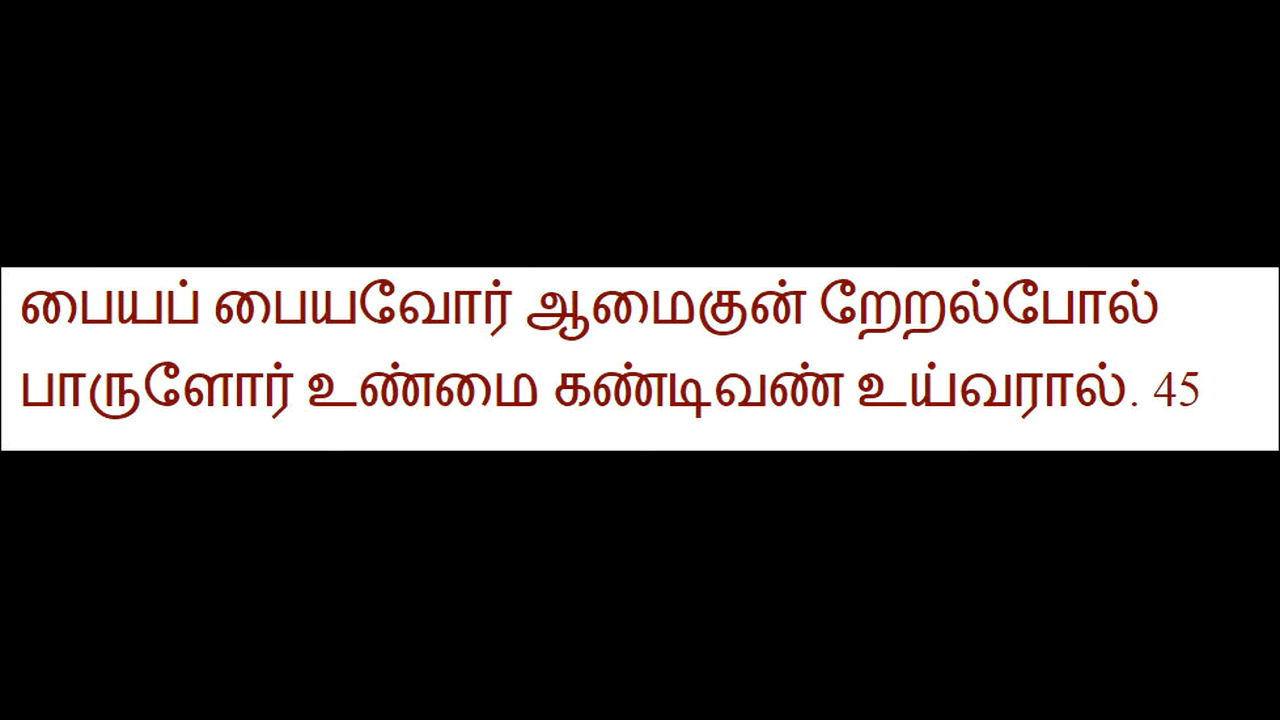 பையப் பையவோர் ஆமைகுன் றேறல்போல்
பாருளோர் உண்மை கண்டிவண் உய்வரால். 45